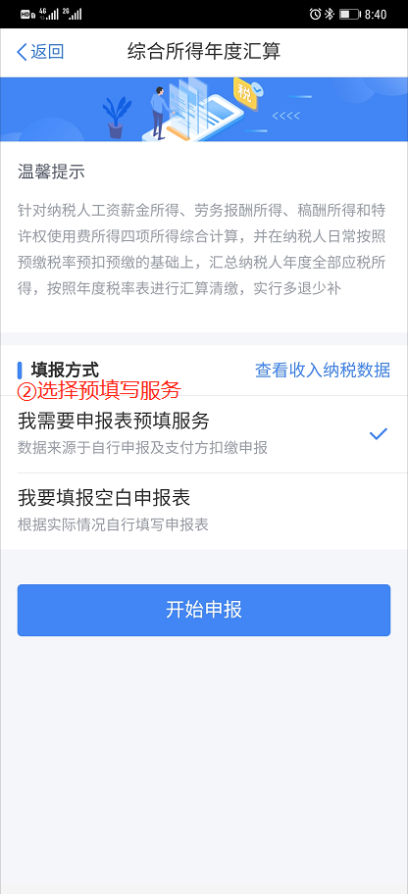 HD 4G 2G 8:40
返回 综合所得年度汇算
税
温馨提示
针对纳税人工资薪金所得、劳务报酬所得、稿酬所得和特
许权使用费所得四项所得综合计算，并在纳税人日常按照
预缴税率预扣预缴的基础上，汇总纳税人年度全部应税所
得，按照年度税率表进行汇算清缴，实行多退少补
填报方式 查看收入纳税数据
②选择预填写服务
我需要申报表预填服务
数据来源于自行申报及支付方扣缴申报
我要填报空白申报表
根据实际情况自行填写申报表
开始申报